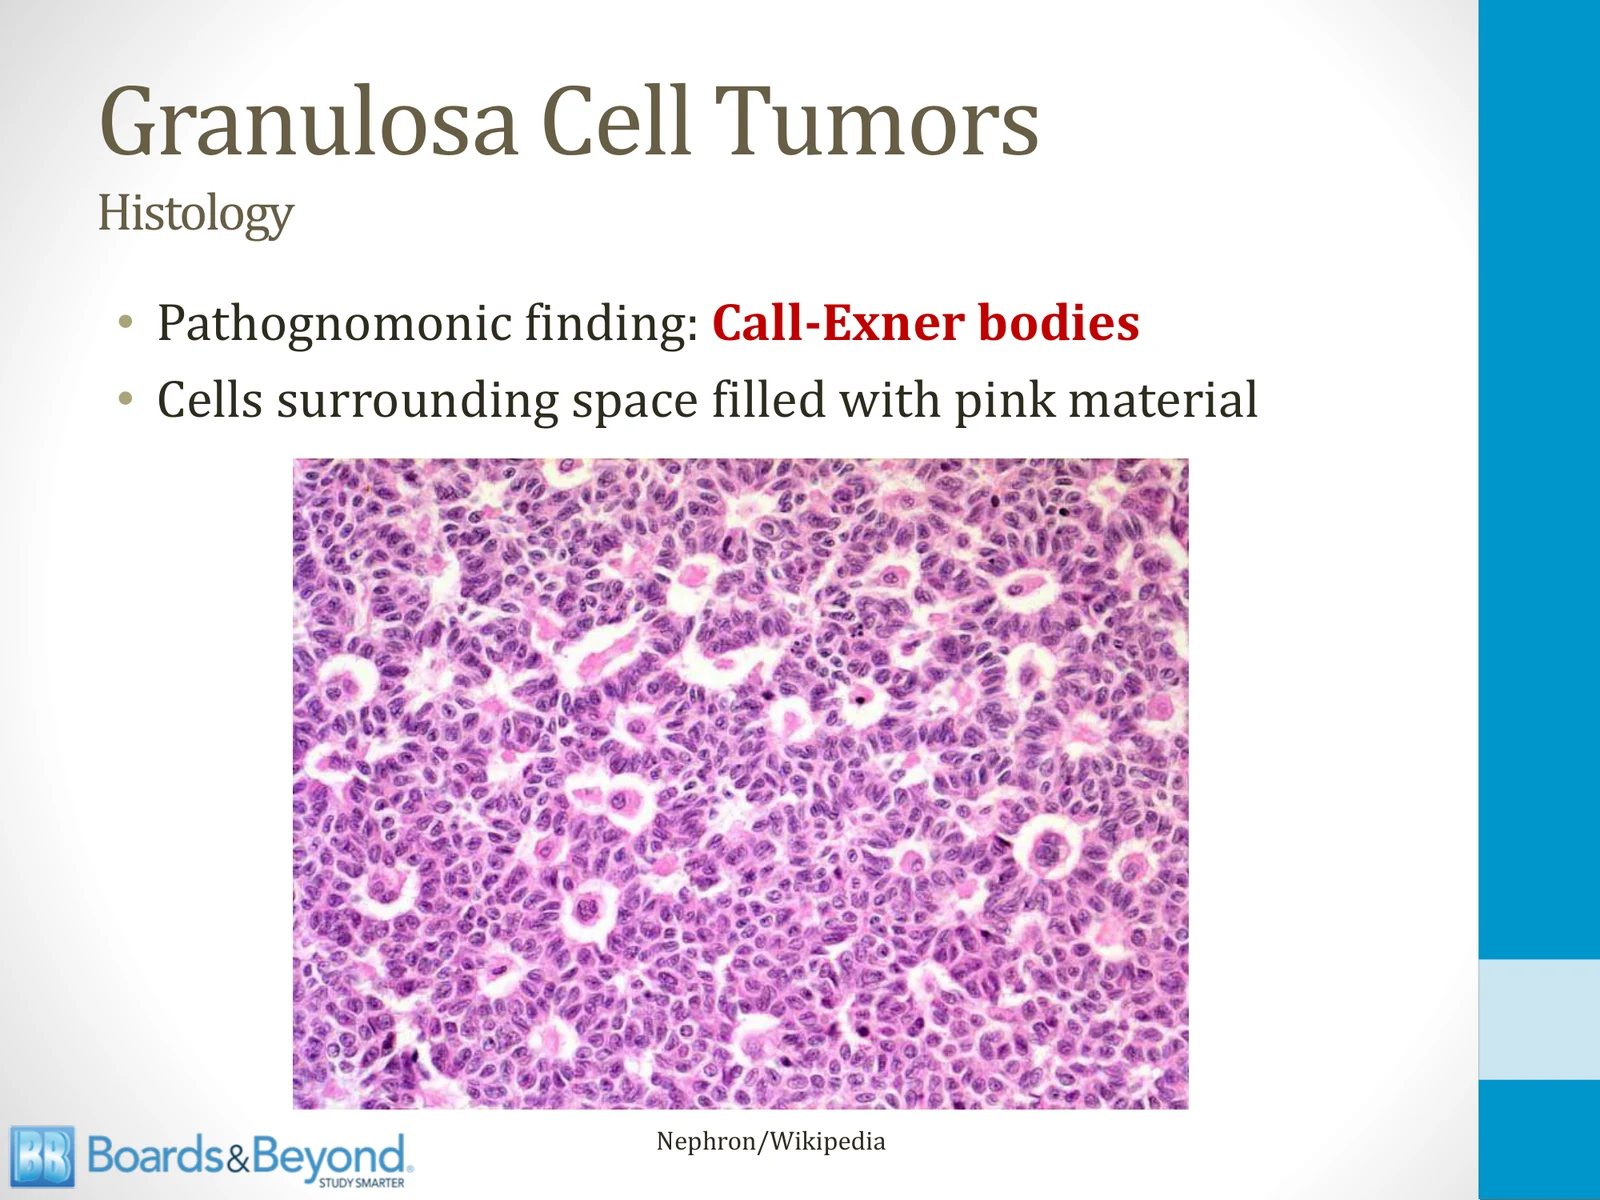 Granulosa Cell Tumors
Histology
• Pathognomonic finding: Call-Exner bodies
• Cells surrounding space filled with pink material
Nephron/Wikipedia
BB Boards&Beyond®
STUDY SMARTER